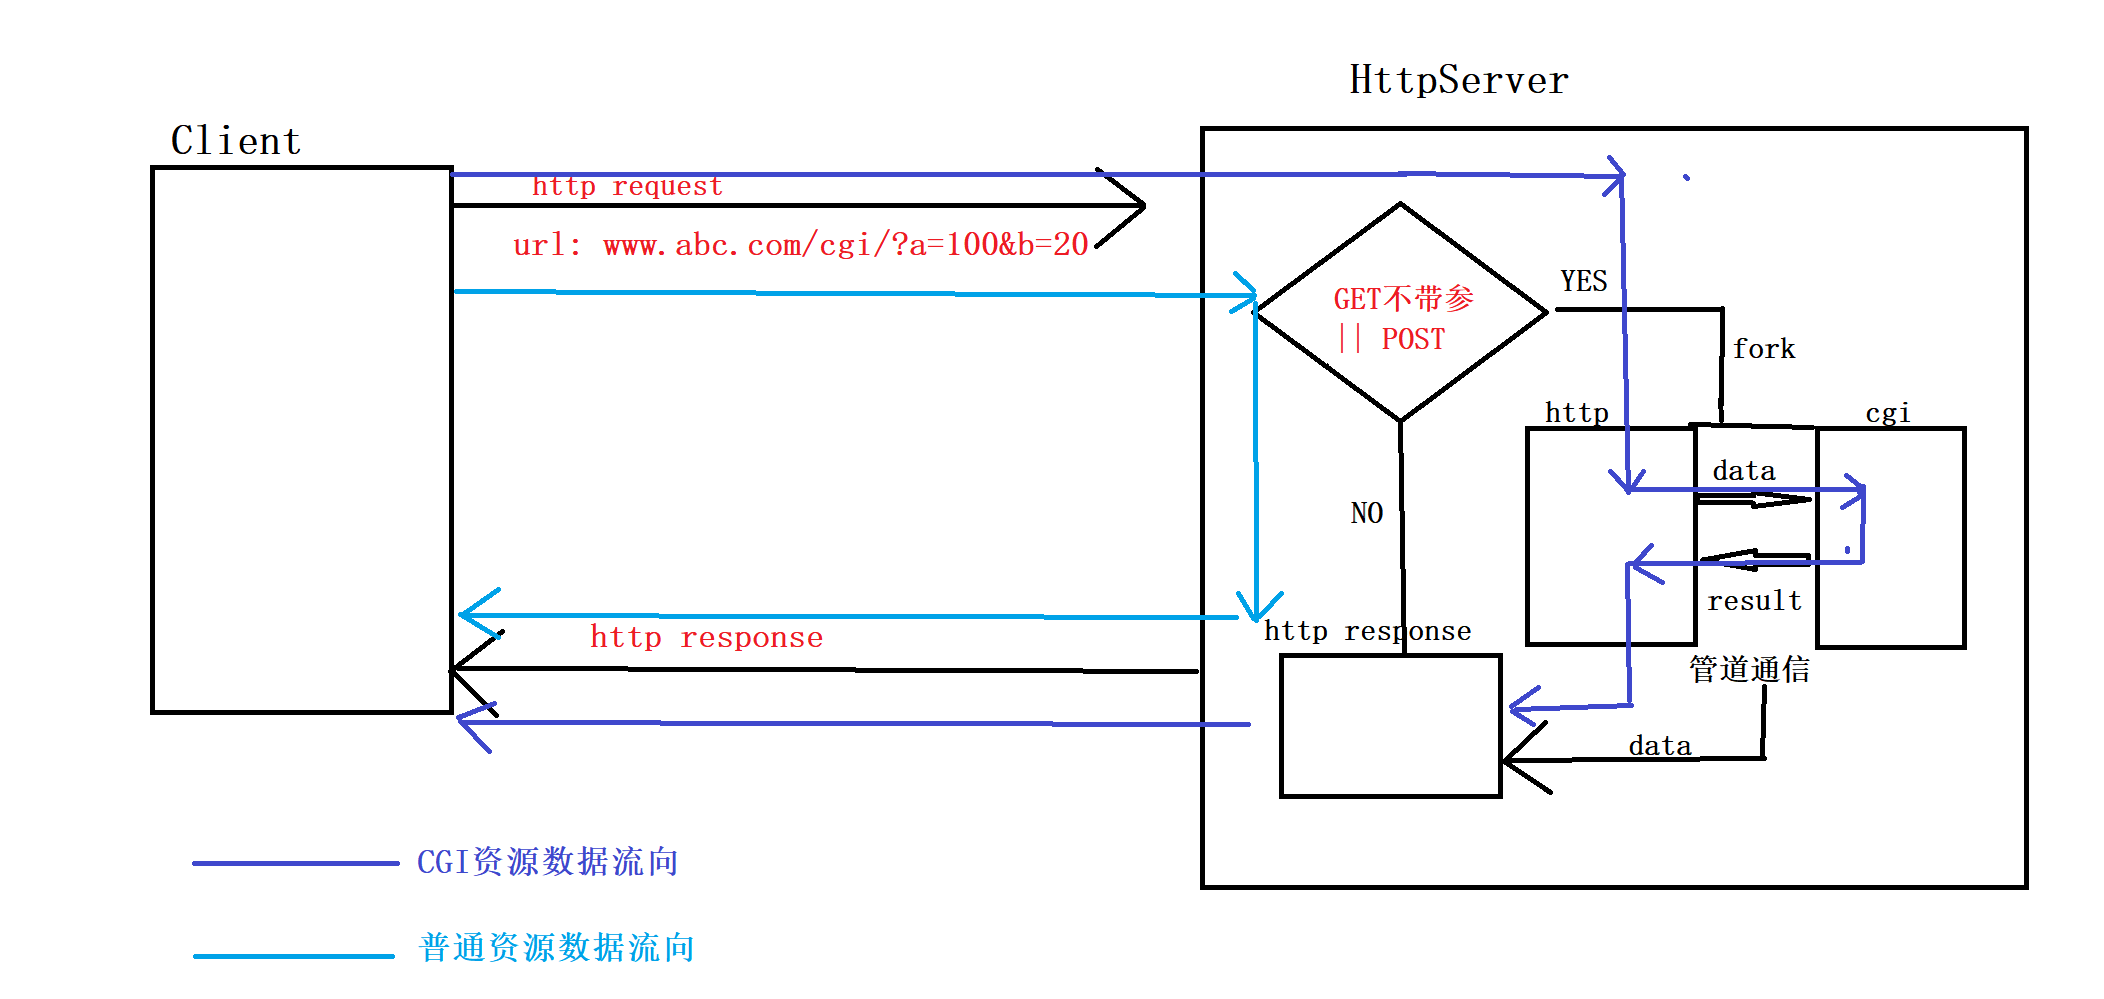 HttpServer
Client
http request
url: www.abc.com/cgi/?a=100&b=20
GET不带参
|| POST
YES
fork
http
cgi
data
NO
result
http response
http response
管道通信
data
CGI资源数据流向
普通资源数据流向